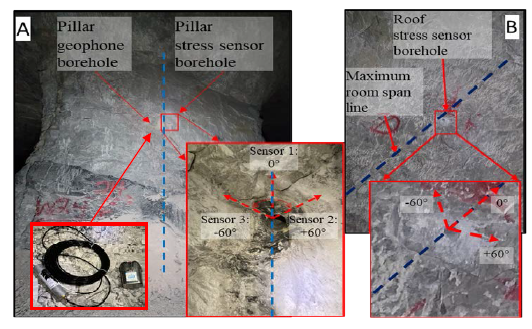 A
Pillar
geophone
borehole
Pillar
stress sensor
borehole
Sensor 1:
0°
Sensor 3:
-60°
Sensor 2:
+60°
B
Roof
stress sensor
borehole
Maximum
room span
line
-60°
0°
+60°